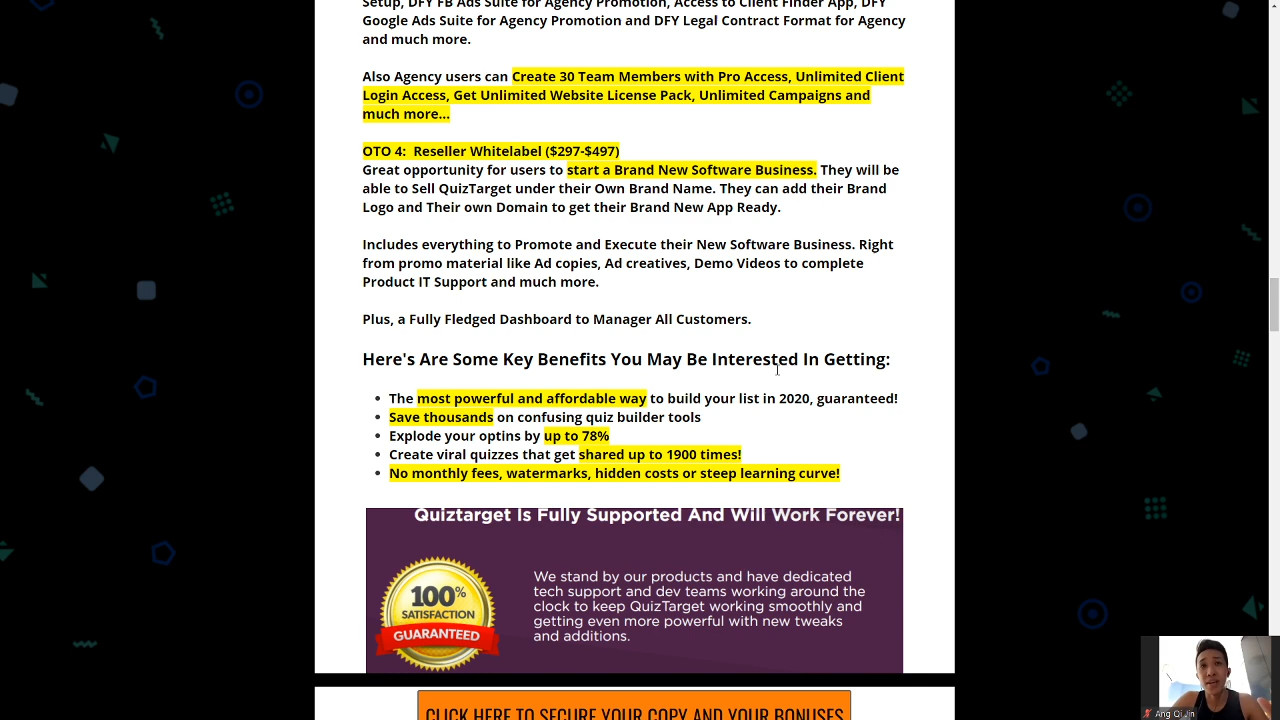 Setup, DFY FB Ads Suite for Agency Promotion, Access to Client Finder App, DFY
Google Ads Suite for Agency Promotion and DFY Legal Contract Format for Agency
and much more.
Also Agency users can Create 30 Team Members with Pro Access, Unlimited Client
Login Access, Get Unlimited Website License Pack, Unlimited Campaigns and
much more...
OTO 4:  Reseller Whitelabel ($297-$497)
Great opportunity for users to start a Brand New Software Business. They will be
able to Sell QuizTarget under their Own Brand Name. They can add their Brand
Logo and Their own Domain to get their Brand New App Ready.
Includes everything to Promote and Execute their New Software Business. Right
from promo material like Ad copies, Ad creatives, Demo Videos to complete
Product IT Support and much more.
Plus, a Fully Fledged Dashboard to Manager All Customers.
Here's Are Some Key Benefits You May Be Interested In Getting:
The most powerful and affordable way to build your list in 2020, guaranteed!
Save thousands on confusing quiz builder tools
Explode your optins by up to 78%
Create viral quizzes that get shared up to 1900 times!
No monthly fees, watermarks, hidden costs or steep learning curve!
Quiztarget Is Fully Supported And Will Work Forever!
100%
SATISFACTION
GUARANTEED
We stand by our products and have dedicated
tech support and dev teams working around the
clock to keep QuizTarget working smoothly and
getting even more powerful with new tweaks
and additions.
CLICK HERE TO SECURE YOUR COPY AND YOUR BONUSES
Ang Qi Jin